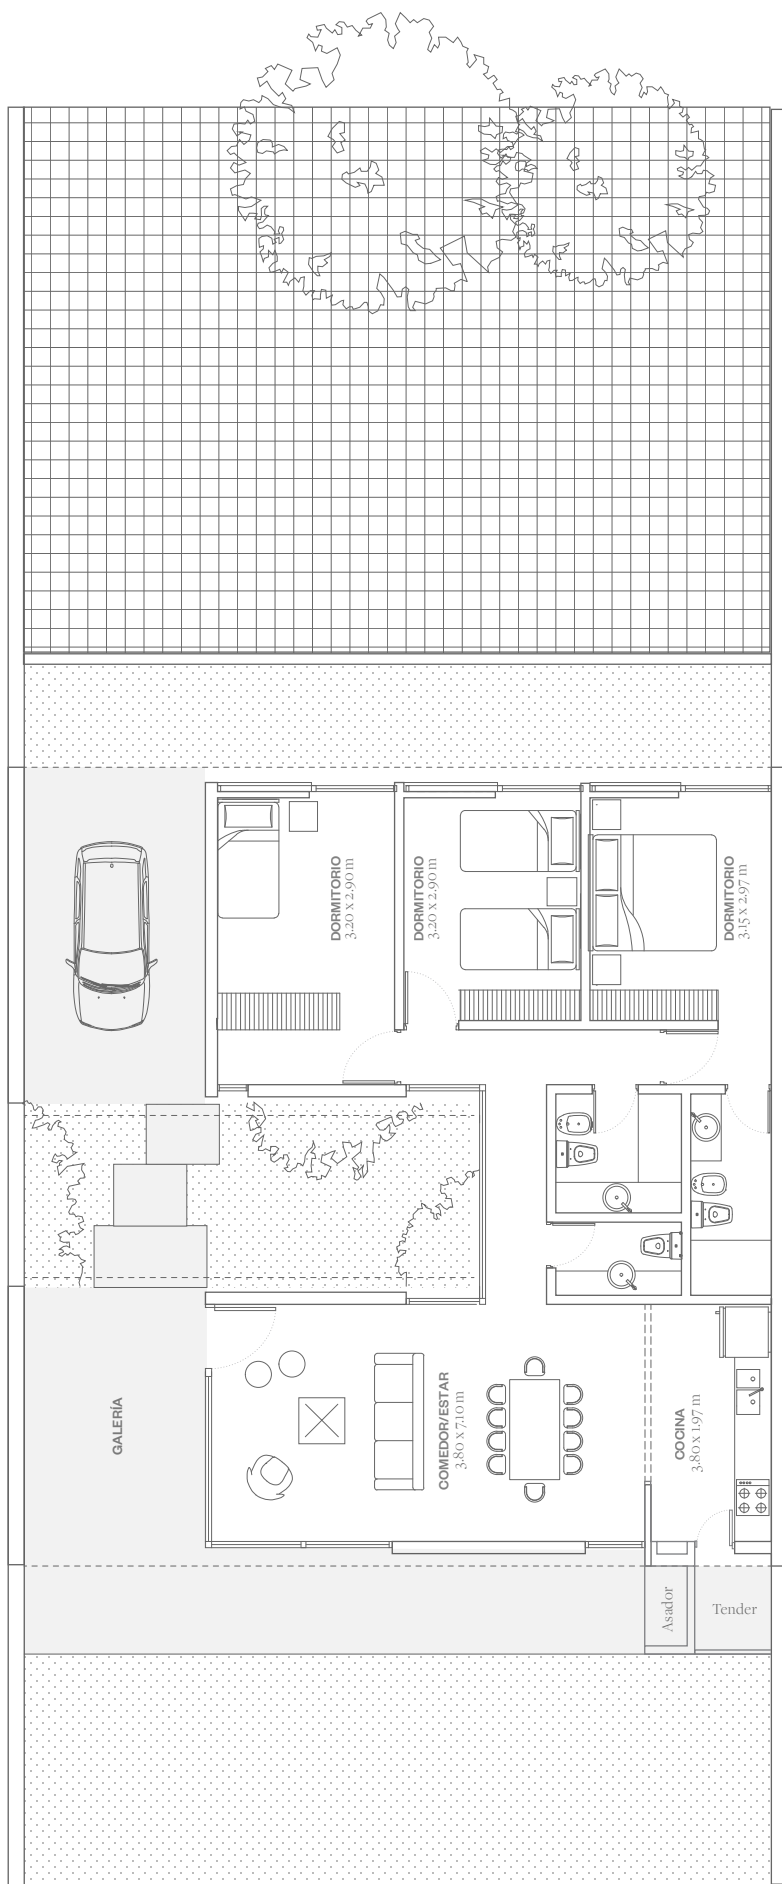 DORMITORIO
3.20 x 2.90 m
DORMITORIO
3.20 x 2.90 m
DORMITORIO
3.15 x 2.97 m
GALERÍA
COMEDOR/ESTAR
3.80 x 7.10 m
COCINA
3.80 x 1.97 m
Asador
Tender